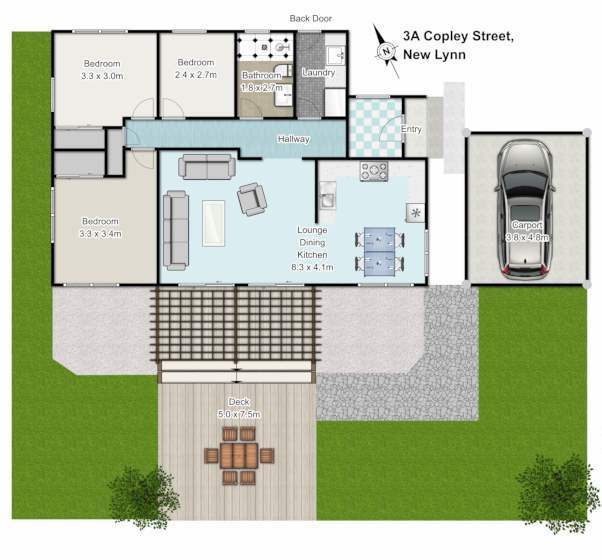 Back Door
3A Copley Street,
New Lynn
N
Bedroom
3.3 x 3.0m
Bedroom
2.4 x 2.7m
Bathroom
1.8 x 2.7m
Laundry
Entry
Hallway
Bedroom
3.3 x 3.4m
Lounge
Dining
Kitchen
8.3 x 4.1m
Carport
3.8 x 4.8m
Deck
5.0 x 7.5m